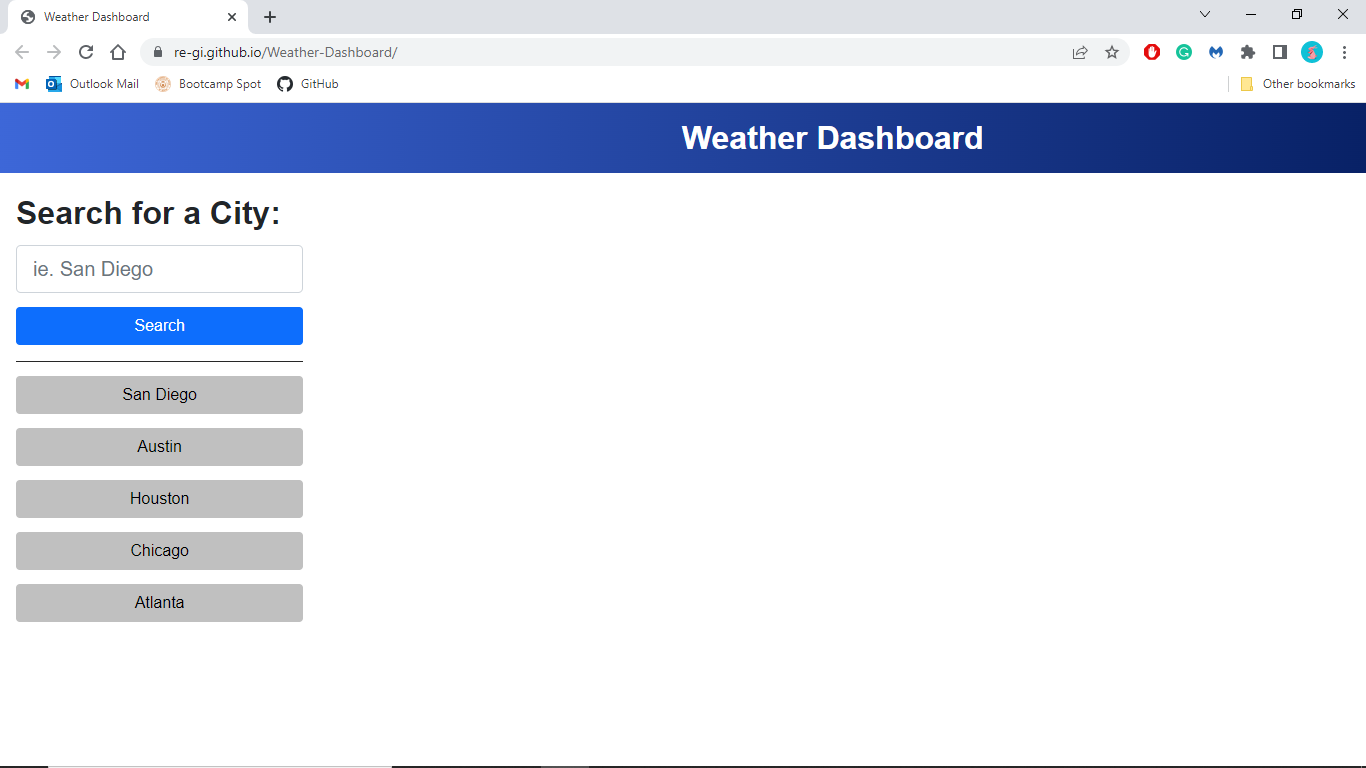 Weather Dashboard
re-gi.github.io/Weather-Dashboard/
Outlook Mail Bootcamp Spot GitHub Other bookmarks
Weather Dashboard
Search for a City:
ie. San Diego
Search
San Diego
Austin
Houston
Chicago
Atlanta